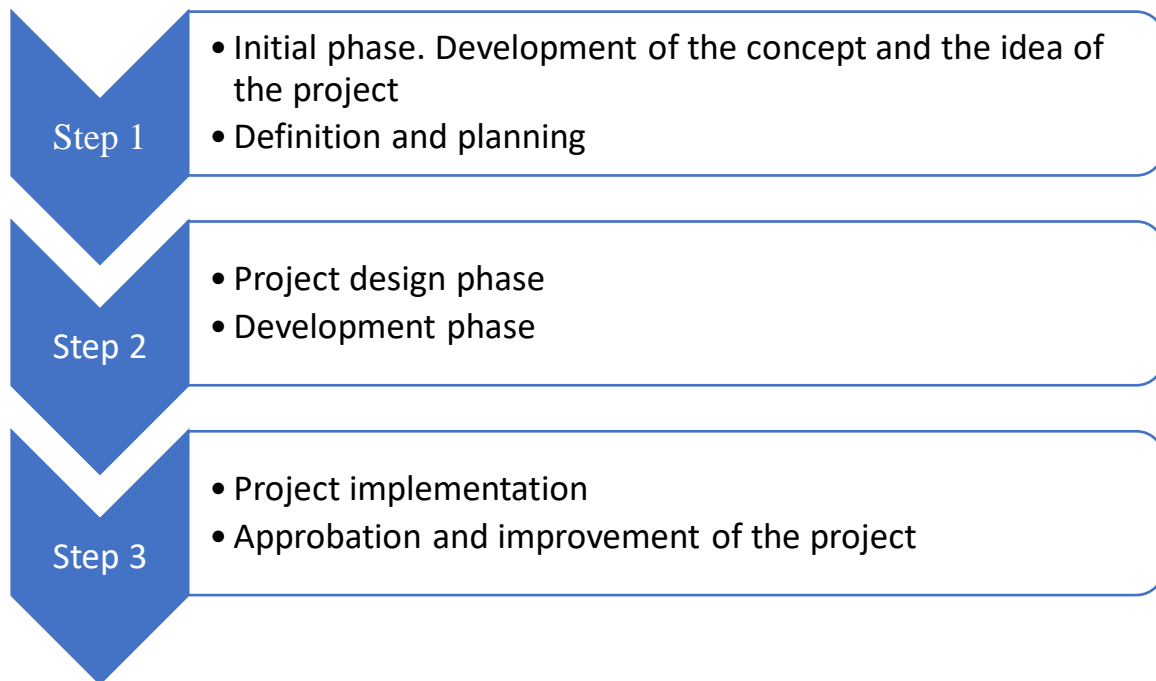 Step 1
• Initial phase. Development of the concept and the idea of
the project
• Definition and planning
Step 2
• Project design phase
• Development phase
Step 3
• Project implementation
• Approbation and improvement of the project